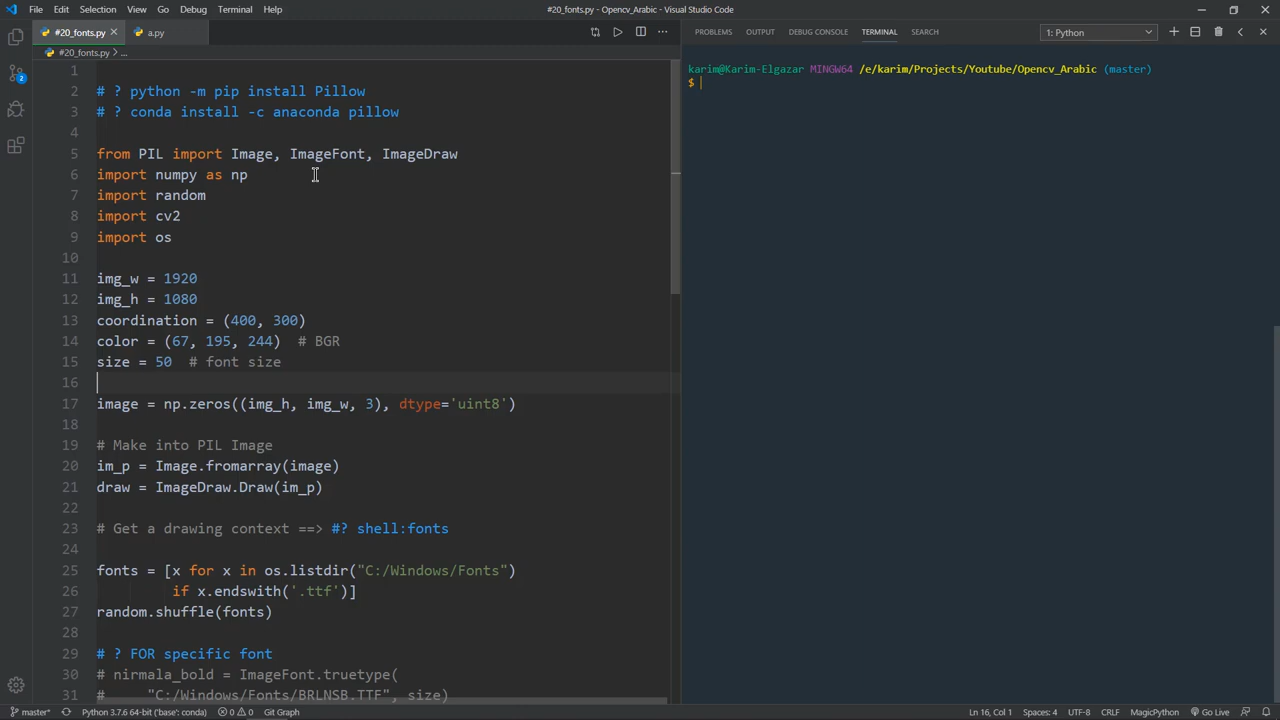 File Edit Selection View Go Debug Terminal Help
#20_fonts.py - Opencv_Arabic - Visual Studio Code
#20_fonts.py
a.py
#20_fonts.py > ...
PROBLEMS OUTPUT DEBUG CONSOLE TERMINAL SEARCH
1: Python
karim@Karim-Elgazar MINGW64 /e/karim/Projects/Youtube/Opencv_Arabic (master)
$
2
1
2 # ? python -m pip install Pillow
3 # ? conda install -c anaconda pillow
4
5 from PIL import Image, ImageFont, ImageDraw
6 import numpy as np
7 import random
8 import cv2
9 import os
10
11 img_w = 1920
12 img_h = 1080
13 coordination = (400, 300)
14 color = (67, 195, 244)  # BGR
15 size = 50  # font size
16
17 image = np.zeros((img_h, img_w, 3), dtype='uint8')
18
19 # Make into PIL Image
20 im_p = Image.fromarray(image)
21 draw = ImageDraw.Draw(im_p)
22
23 # Get a drawing context ==> #? shell:fonts
24
25 fonts = [x for x in os.listdir("C:/Windows/Fonts")
26 if x.endswith('.ttf')]
27 random.shuffle(fonts)
28
29 # ? FOR specific font
30 # nirmala_bold = ImageFont.truetype(
31 #     "C:/Windows/Fonts/BRLNSB.TTF", size)
master* Python 3.7.6 64-bit ('base': conda) 0 0 Git Graph Ln 16, Col 1 Spaces: 4 UTF-8 CRLF MagicPython Go Live